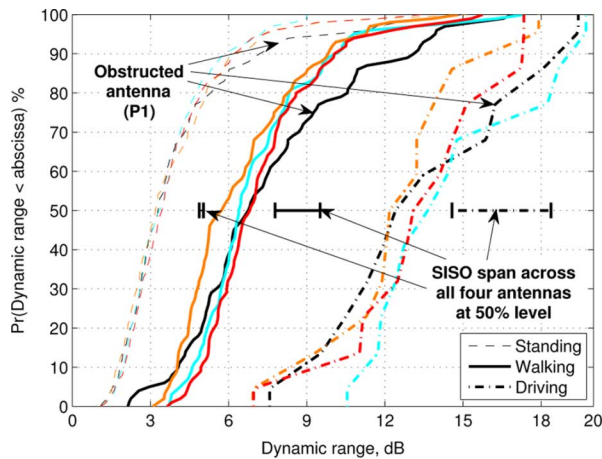 100
90
80
70
60
50
40
30
20
10
0
Pr(Dynamic range < abscissa) %
Obstructed
antenna
(P1)
SISO span across
all four antennas
at 50% level
Standing
Walking
Driving
0 3 6 9 12 15 18 20
Dynamic range, dB